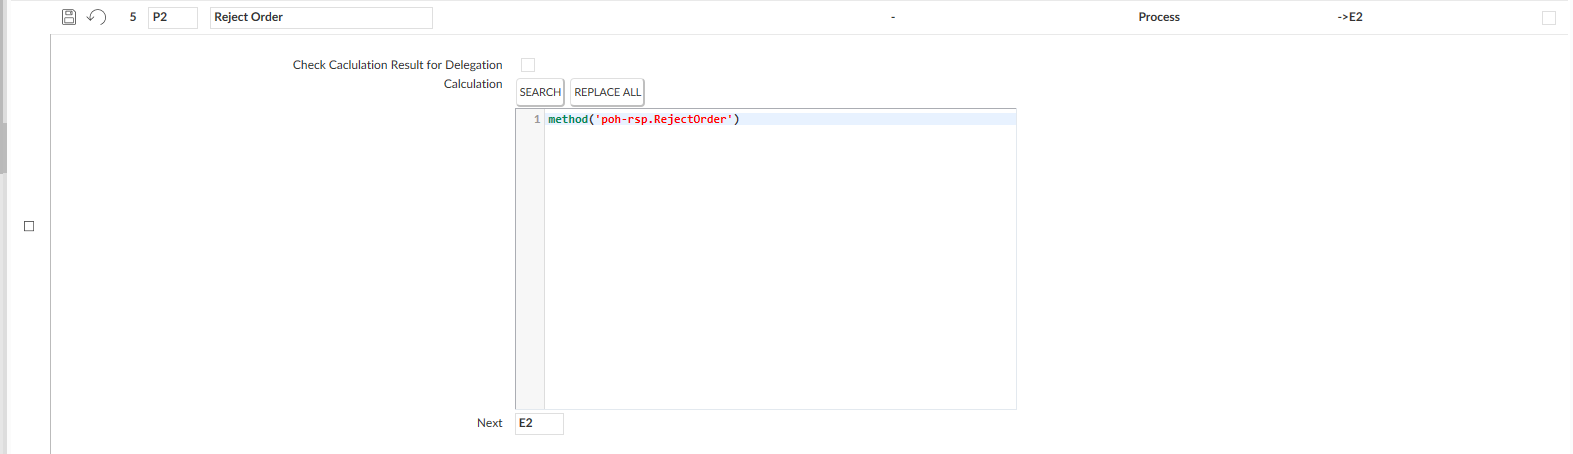 5 P2 Reject Order - Process ->E2
Check Caclulation Result for Delegation
Calculation
SEARCH REPLACE ALL
1 method('poh-rsp.RejectOrder')
Next E2